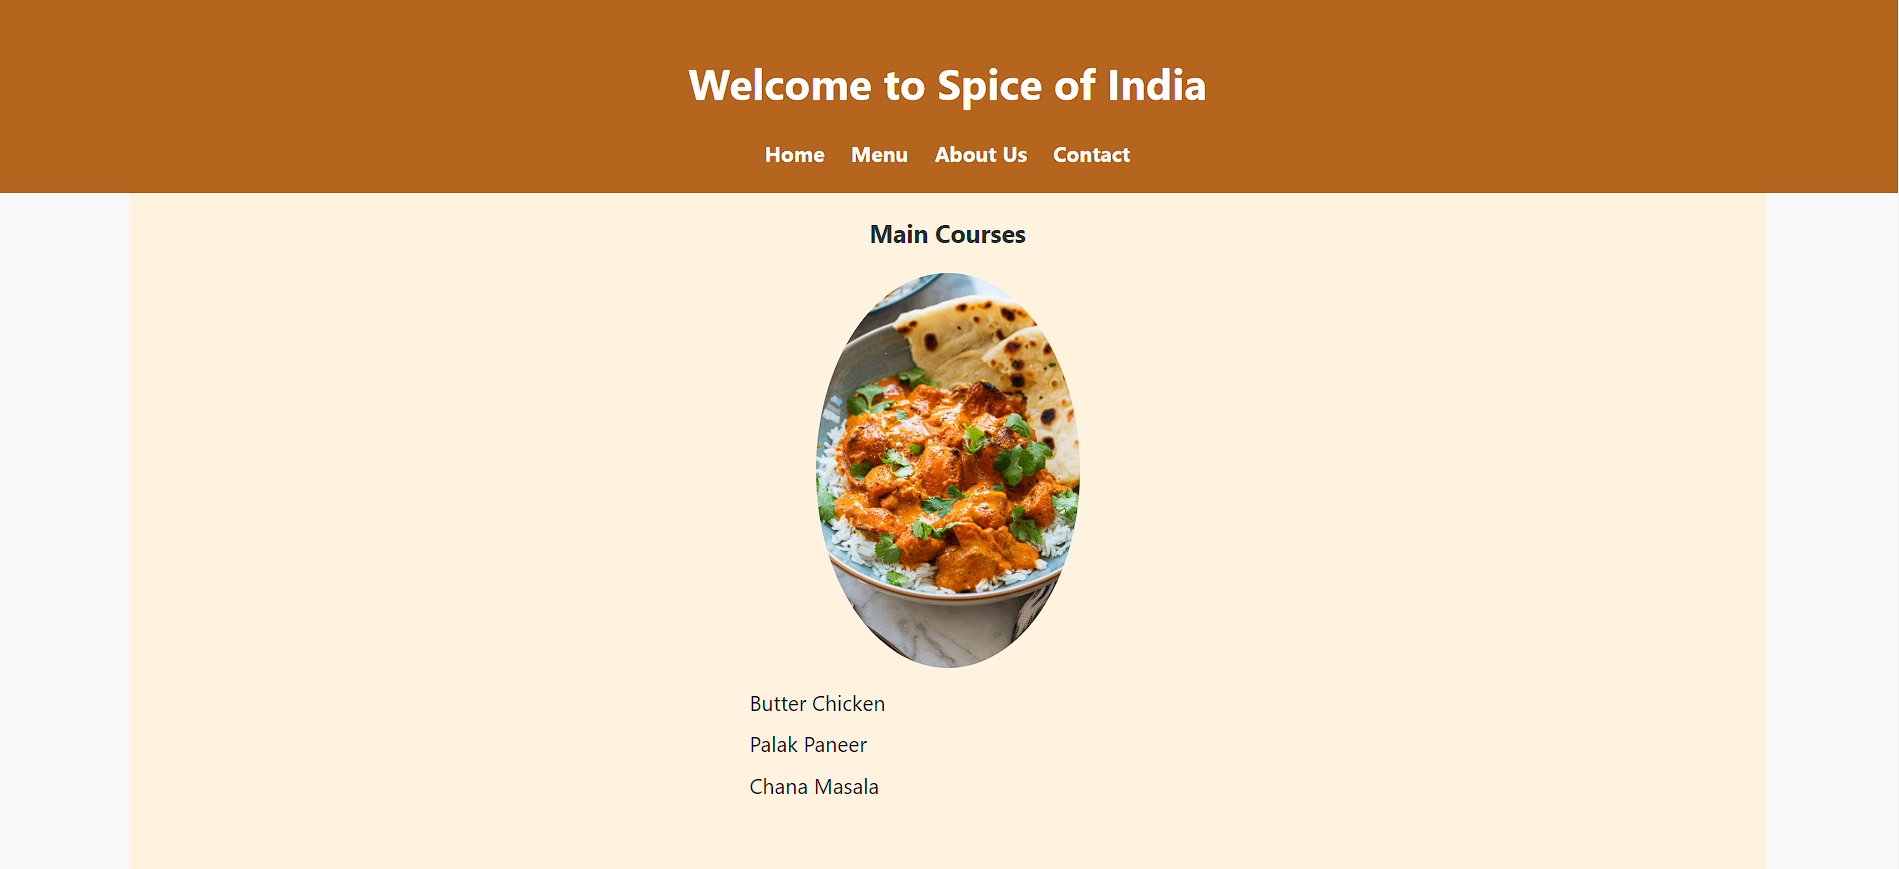 Welcome to Spice of India
Home Menu About Us Contact
Main Courses
Butter Chicken
Palak Paneer
Chana Masala